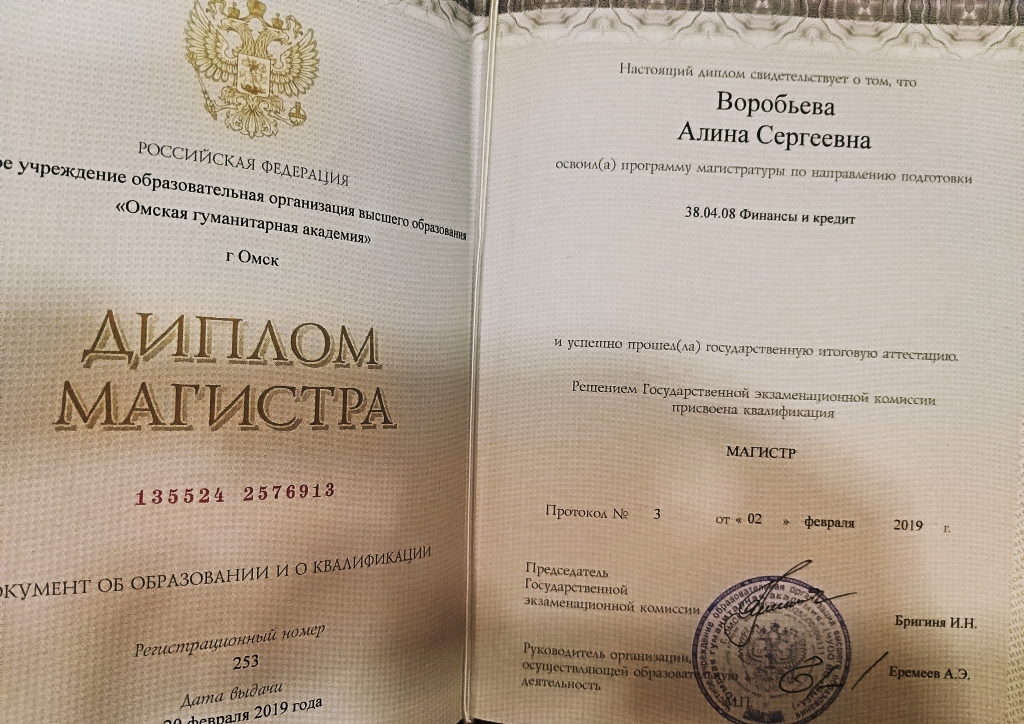 РОССИЙСКАЯ ФЕДЕРАЦИЯ
учреждение образовательная организация высшего образования
«Омская гуманитарная академия»
г Омск
ДИПЛОМ
МАГИСТРА
135524 2576913
ДОКУМЕНТ ОБ ОБРАЗОВАНИИ И О КВАЛИФИКАЦИИ
Регистрационный номер
253
Дата выдачи
20 февраля 2019 года
Настоящий диплом свидетельствует о том, что
Воробьева
Алина Сергеевна
освоил(а) программу магистратуры по направлению подготовки
38.04.08 Финансы и кредит
и успешно прошел(ла) государственную итоговую аттестацию.
Решением Государственной экзаменационной комиссии
присвоена квалификация
МАГИСТР
Протокол № 3 от « 02 » февраля 2019 г.
Председатель
Государственной
экзаменационной комиссии
Бригиня И.Н.
Руководитель организации,
осуществляющей образовательную
деятельность
Еремеев А.Э.
М.П.